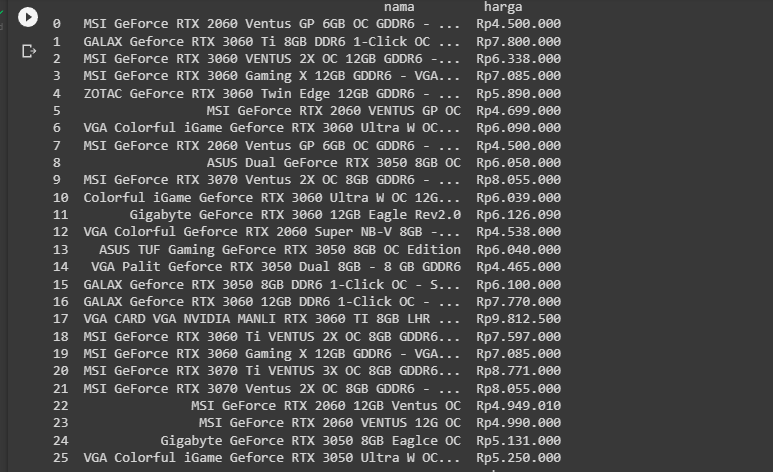 nama harga
0 MSI GeForce RTX 2060 Ventus GP 6GB OC GDDR6 - ... Rp4.500.000
1 GALAX Geforce RTX 3060 Ti 8GB DDR6 1-Click OC ... Rp7.800.000
2 MSI GeForce RTX 3060 VENTUS 2X OC 12GB GDDR6 -... Rp6.338.000
3 MSI GeForce RTX 3060 Gaming X 12GB GDDR6 - VGA... Rp7.085.000
4 ZOTAC GeForce RTX 3060 Twin Edge 12GB GDDR6 - ... Rp5.890.000
5 MSI GeForce RTX 2060 VENTUS GP OC Rp4.699.000
6 VGA Colorful iGame Geforce RTX 3060 Ultra W OC... Rp6.090.000
7 MSI GeForce RTX 2060 Ventus GP 6GB OC GDDR6 - ... Rp4.500.000
8 ASUS Dual GeForce RTX 3050 8GB OC Rp6.050.000
9 MSI GeForce RTX 3070 Ventus 2X OC 8GB GDDR6 - ... Rp8.055.000
10 Colorful iGame Geforce RTX 3060 Ultra W OC 12G... Rp6.039.000
11 Gigabyte GeForce RTX 3060 12GB Eagle Rev2.0 Rp6.126.090
12 VGA Colorful Geforce RTX 2060 Super NB-V 8GB -... Rp4.538.000
13 ASUS TUF Gaming GeForce RTX 3050 8GB OC Edition Rp6.040.000
14 VGA Palit Geforce RTX 3050 Dual 8GB - 8 GB GDDR6 Rp4.465.000
15 GALAX Geforce RTX 3050 8GB DDR6 1-Click OC - S... Rp6.100.000
16 GALAX Geforce RTX 3060 12GB DDR6 1-Click OC - ... Rp7.770.000
17 VGA CARD VGA NVIDIA MANLI RTX 3060 TI 8GB LHR ... Rp9.812.500
18 MSI GeForce RTX 3060 Ti VENTUS 2X OC 8GB GDDR6... Rp7.597.000
19 MSI GeForce RTX 3060 Gaming X 12GB GDDR6 - VGA... Rp7.085.000
20 MSI GeForce RTX 3070 Ti VENTUS 3X OC 8GB GDDR6... Rp8.771.000
21 MSI GeForce RTX 3070 Ventus 2X OC 8GB GDDR6 - ... Rp8.055.000
22 MSI GeForce RTX 2060 12GB Ventus OC Rp4.949.010
23 MSI GeForce RTX 2060 VENTUS 12G OC Rp4.990.000
24 Gigabyte GeForce RTX 3050 8GB Eaglce OC Rp5.131.000
25 VGA Colorful iGame GeForce RTX 3050 Ultra W OC... Rp5.250.000